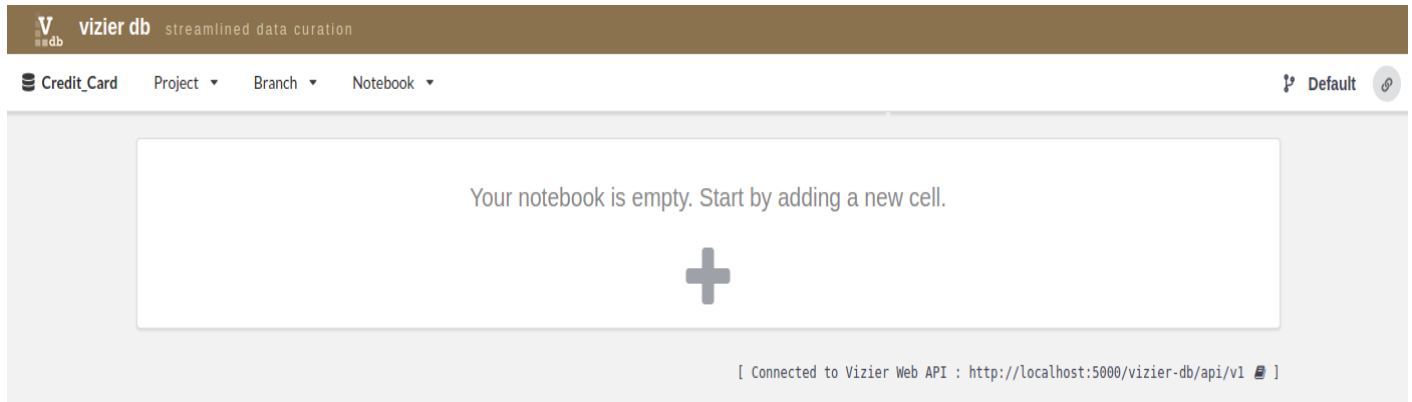 V db vizier db streamlined data curation
Credit_Card Project Branch Notebook Default
Your notebook is empty. Start by adding a new cell.
[ Connected to Vizier Web API : http://localhost:5000/vizier-db/api/v1 ]